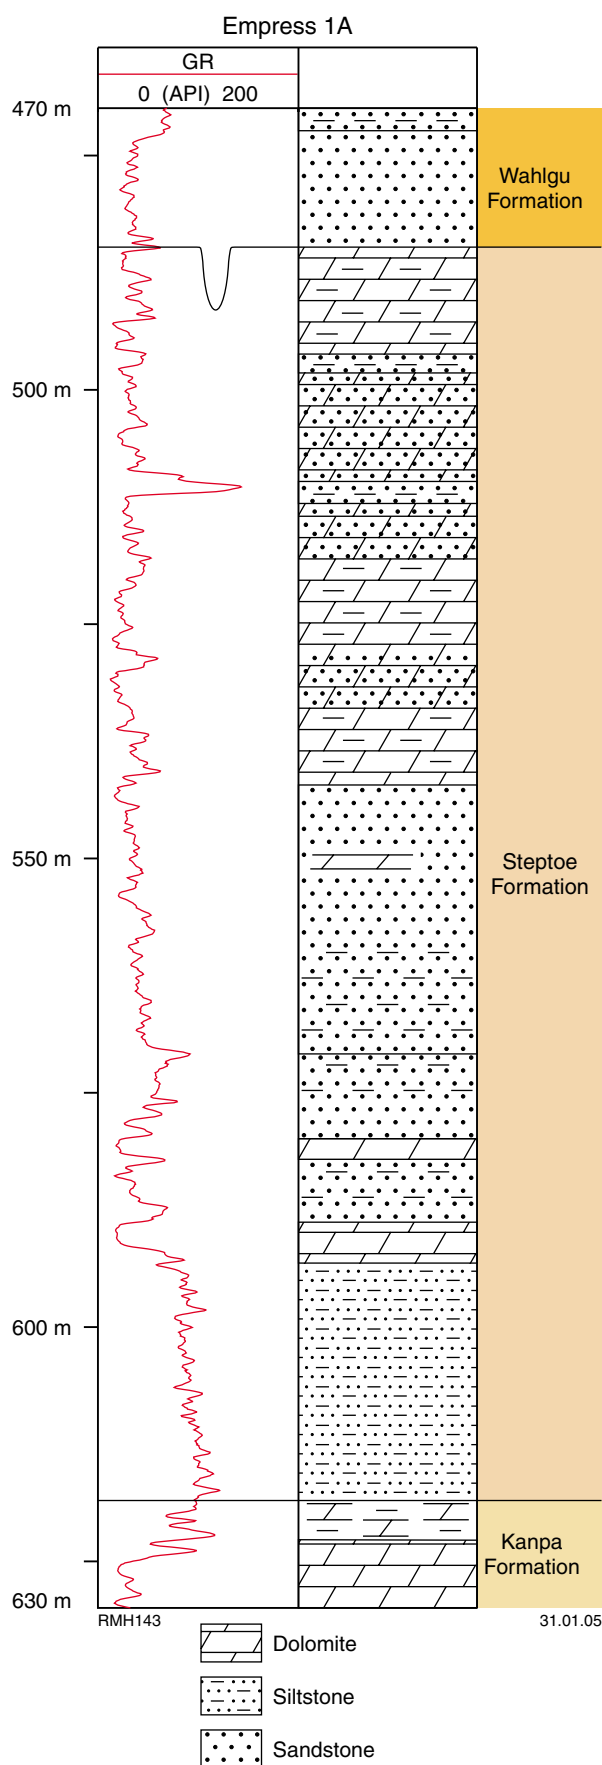 Empress 1A
GR
0 (API) 200
470 m
Wahlgu
Formation
500 m
550 m
Steptoe
Formation
600 m
Kanpa
Formation
630 m
RMH143
31.01.05
Dolomite
Siltstone
Sandstone